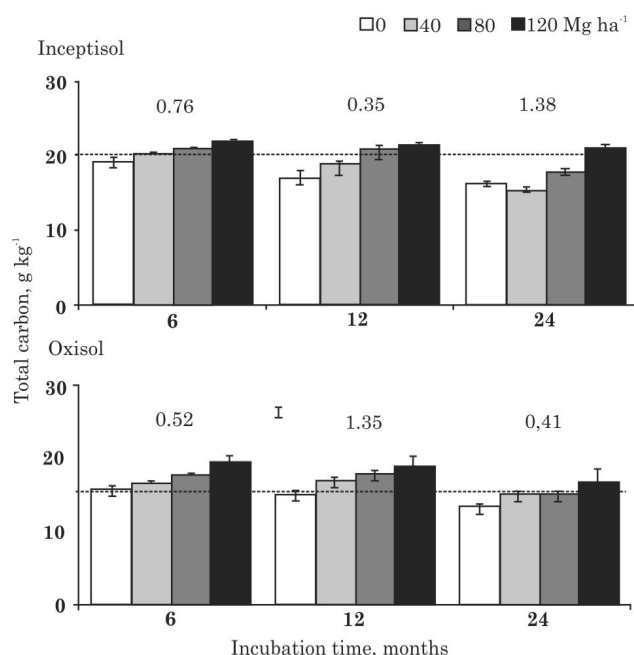 0 40 80 120 Mg ha⁻¹
Inceptisol
30
0.76 0.35 1.38
20
10
0
6 12 24
Total carbon, g kg⁻¹
Oxisol
30
0.52 1.35 0,41
20
10
0
6 12 24
Incubation time, months